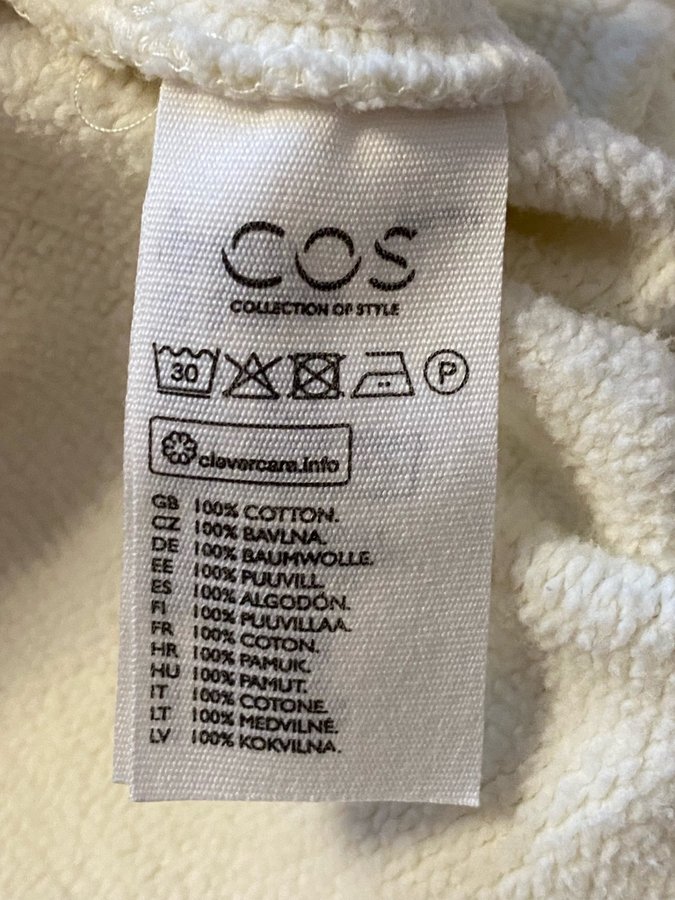 COS
COLLECTION OF STYLE
30 P
clevercare.info
GB 100% COTTON.
CZ 100% BAVLNA.
DE 100% BAUMWOLLE.
EE 100% PUUVILL.
ES 100% ALGODÓN.
FI 100% PUUVILLAA.
FR 100% COTON.
HR 100% PAMUK.
HU 100% PAMUT.
IT 100% COTONE.
LT 100% MEDVILNĖ.
LV 100% KOKVILNA.